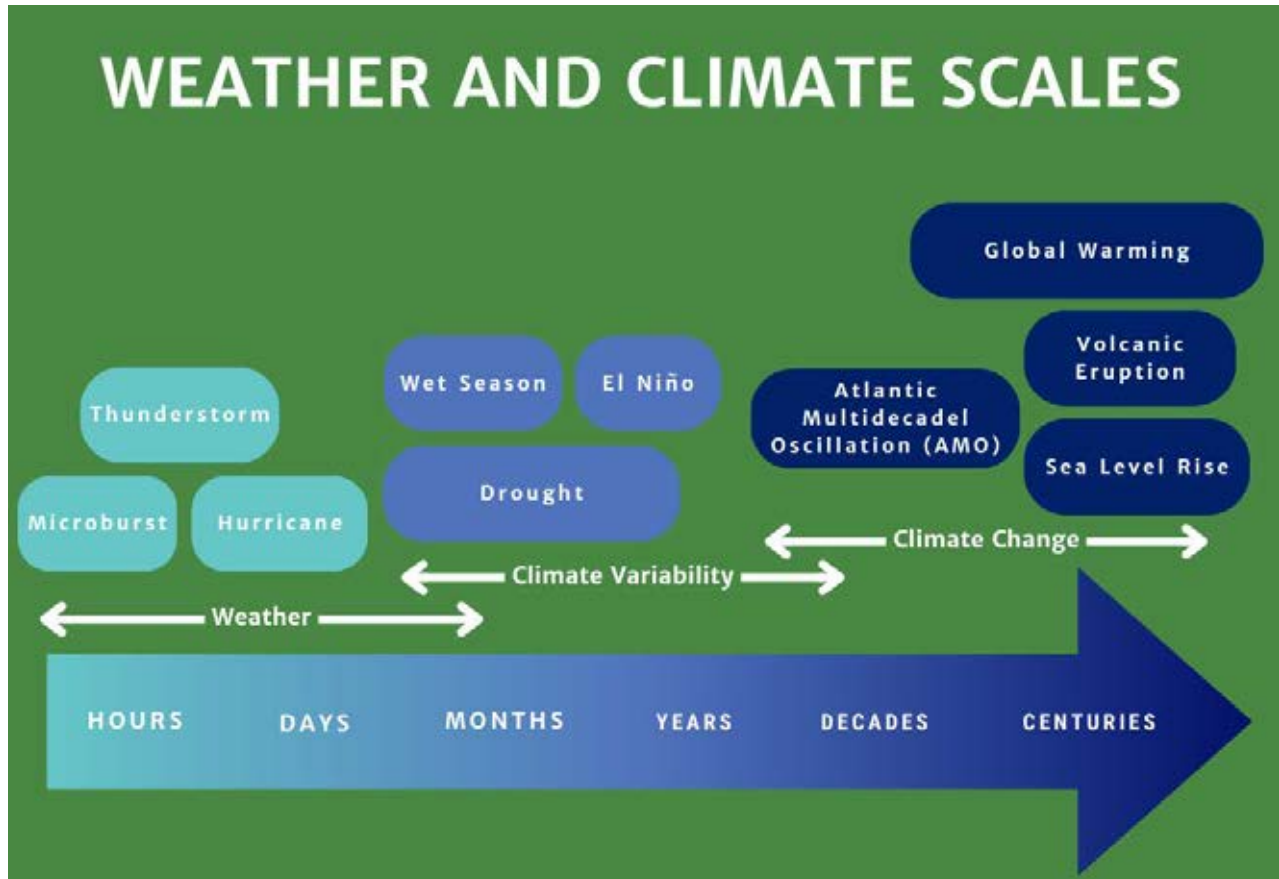 WEATHER AND CLIMATE SCALES
Global Warming
Volcanic
Eruption
Wet Season
El Niño
Atlantic
Multidecadel
Oscillation (AMO)
Thunderstorm
Sea Level Rise
Drought
Microburst
Hurricane
Climate Change
Climate Variability
Weather
HOURS
DAYS
MONTHS
YEARS
DECADES
CENTURIES